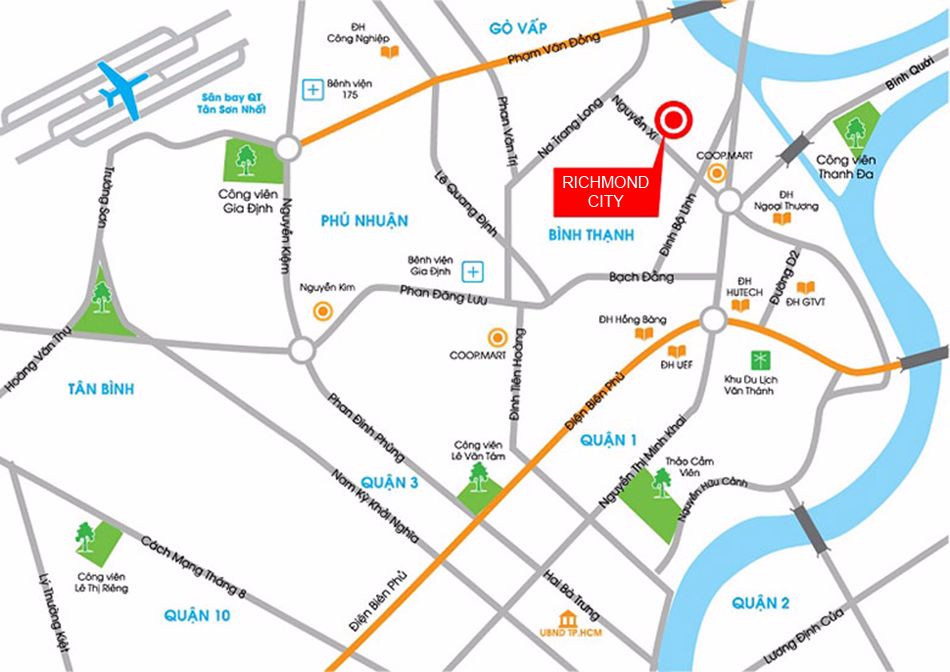 GÒ VẤP
ĐH
Công Nghiệp
Phạm Văn Đồng
Bình Quới
Bệnh viện
175
Sân bay QT
Tân Sơn Nhất
Phan Văn Trị
Nơ Trang Long
Nguyễn Xí
COOP.MART
Công viên
Thanh Đa
RICHMOND
CITY
Công viên
Gia Định
Trường Sơn
Nguyễn Kiệm
PHÚ NHUẬN
Lê Quang Định
BÌNH THẠNH
Đinh Bộ Lĩnh
ĐH
Ngoại Thương
Bệnh viện
Gia Định
Bạch Đằng
Nguyễn Kim
Phan Đăng Lưu
ĐH
HUTECH
Đường D2
ĐH GTVT
ĐH Hồng Bàng
COOP.MART
ĐH UEF
Hoàng Văn Thụ
Đinh Tiên Hoàng
Khu Du Lịch
Văn Thánh
TÂN BÌNH
Điện Biên Phủ
Phan Đình Phùng
QUẬN 1
Nguyễn Thị Minh Khai
Công viên
Lê Văn Tám
Thảo Cầm
Viên
QUẬN 3
Nguyễn Hữu Cảnh
Nam Kỳ Khởi Nghĩa
Cách Mạng Tháng 8
Công viên
Lê Thị Riêng
Lý Thường Kiệt
Điện Biên Phủ
Hai Bà Trưng
QUẬN 10
QUẬN 2
UBND TP.HCM
Lương Định Của